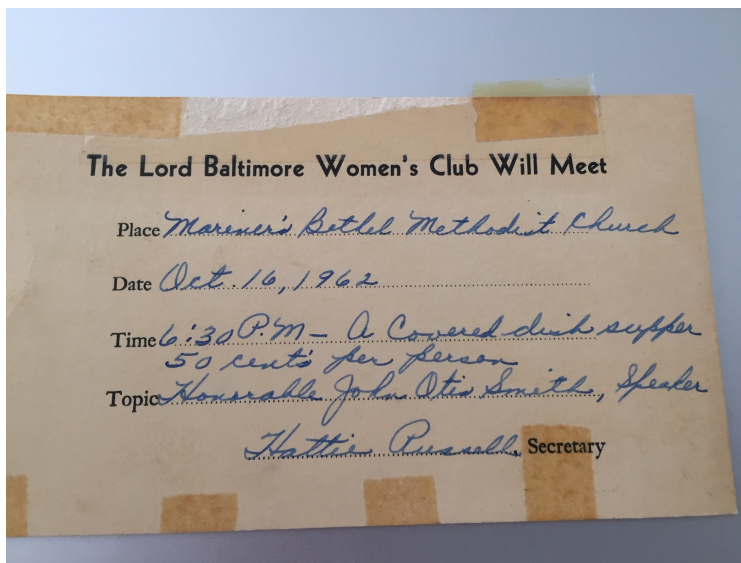 The Lord Baltimore Women's Club Will Meet
Place Mariner's Bethel Methodist Church
Date Oct. 16, 1962
Time 6:30 P.M - A Covered dish supper
50 cents per person
Topic Honorable John Otis Smith, Speaker
Hattie Russell, Secretary